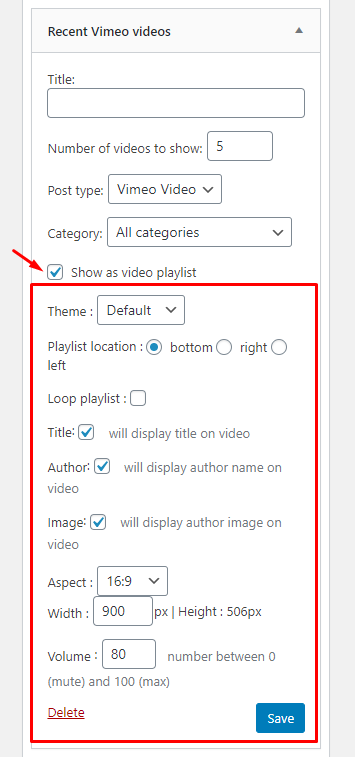 Recent Vimeo videos
Title:
Number of videos to show: 5
Post type: Vimeo Video
Category: All categories
Show as video playlist
Theme : Default
Playlist location : bottom right
left
Loop playlist :
Title: will display title on video
Author: will display author name on
video
Image: will display author image on
video
Aspect : 16:9
Width : 900 px | Height : 506px
Volume : 80 number between 0
(mute) and 100 (max)
Delete Save